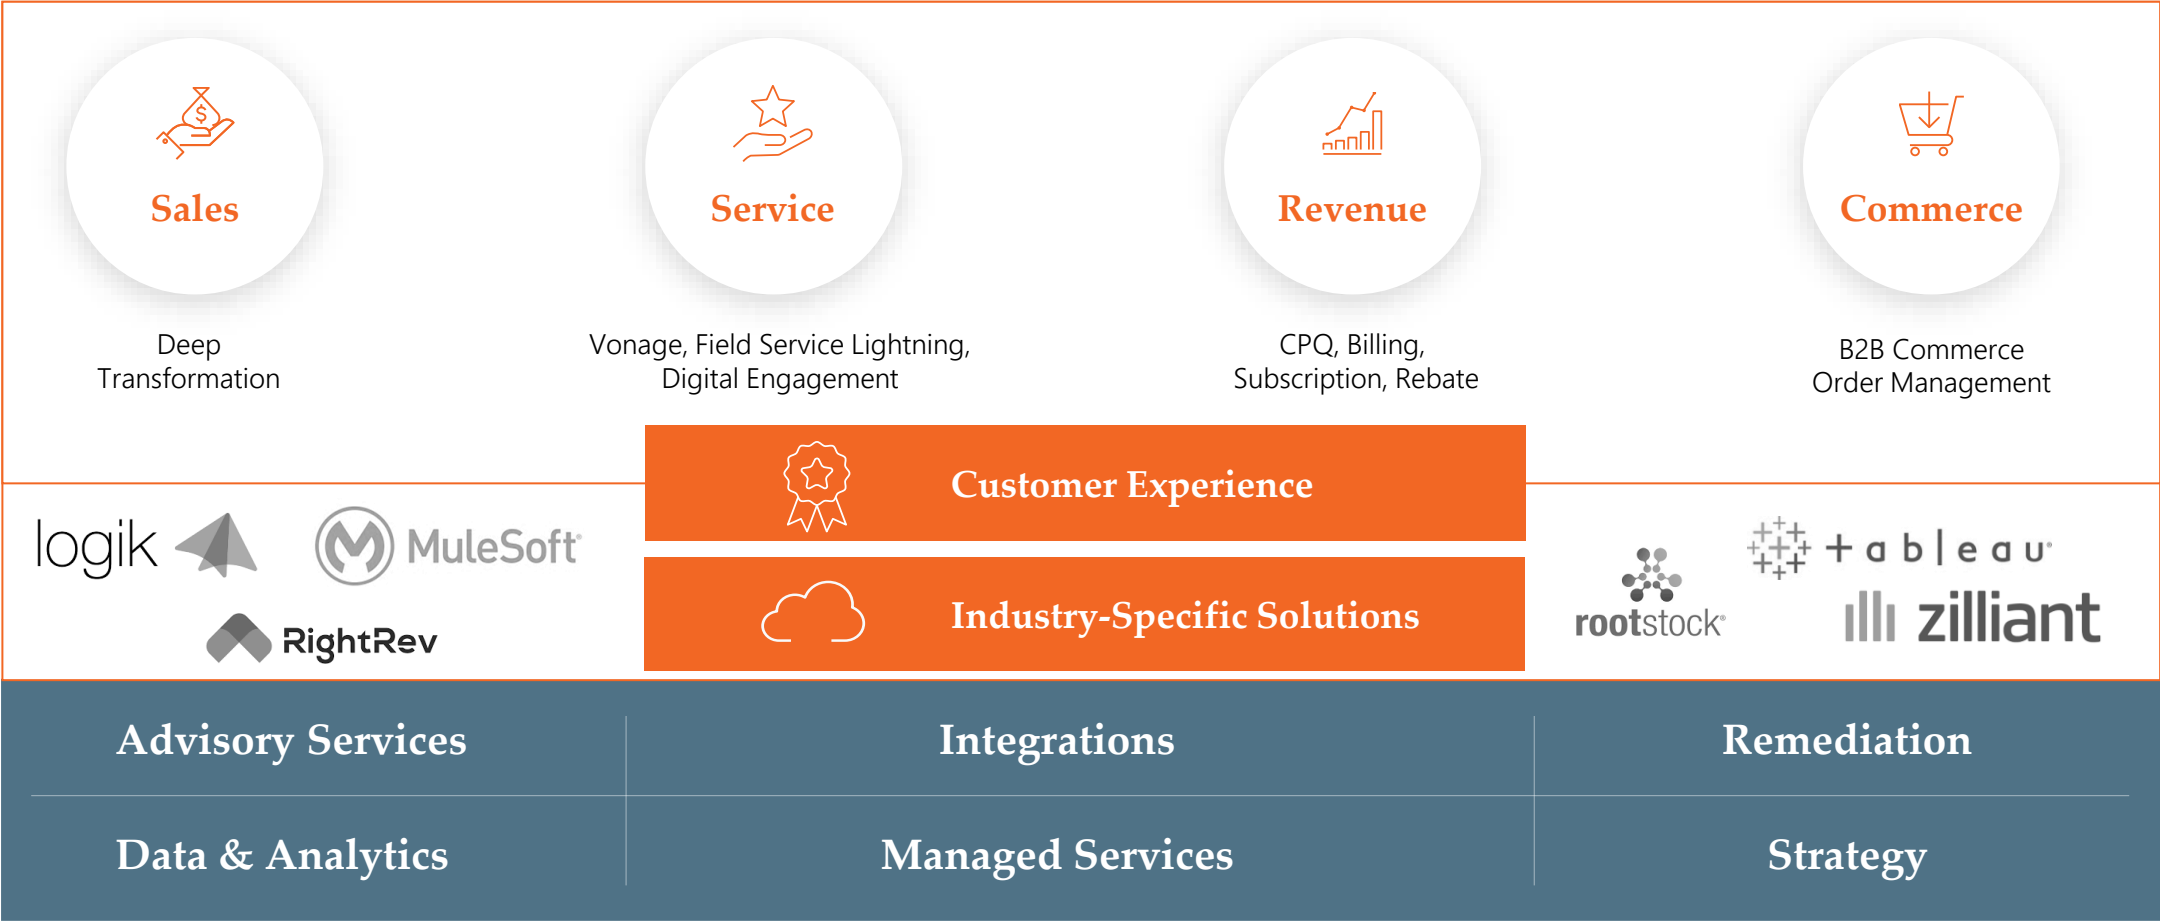 $
Sales
Service
Revenue
Commerce
Deep
Transformation
Vonage, Field Service Lightning,
Digital Engagement
CPQ, Billing,
Subscription, Rebate
B2B Commerce
Order Management
Customer Experience
Industry-Specific Solutions
logik
MuleSoft
RightRev
rootstock
+ableau
zilliant
Advisory Services
Integrations
Remediation
Data & Analytics
Managed Services
Strategy